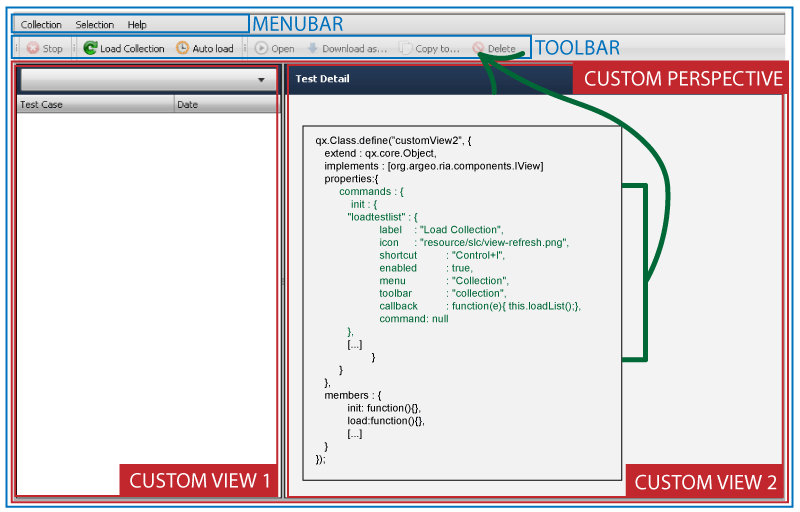 Collection Selection Help MENUBAR
Stop Load Collection Auto load Open Download as... Copy to... Delete TOOLBAR
Test Detail CUSTOM PERSPECTIVE
Test Case Date
qx.Class.define("customView2", {
extend : qx.core.Object,
implements : [org.argeo.ria.components.IView]
properties:{
commands : {
init : {
"loadtestlist" : {
label : "Load Collection",
icon : "resource/slc/view-refresh.png",
shortcut : "Control+l",
enabled : true,
menu : "Collection",
toolbar : "collection",
callback : function(e){ this.loadList();},
command: null
},
[...]
}
}
},
members : {
init: function(){},
load:function(){},
[...]
}
});
CUSTOM VIEW 1 CUSTOM VIEW 2